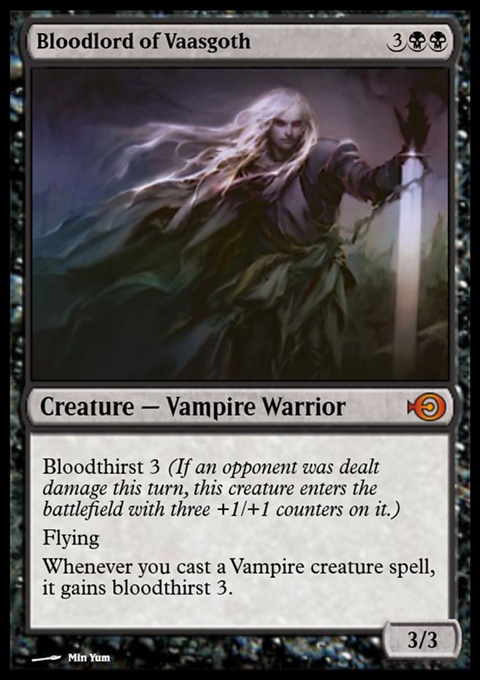 Bloodlord of Vaasgoth
3
Creature — Vampire Warrior
Bloodthirst 3 (If an opponent was dealt
damage this turn, this creature enters the
battlefield with three +1/+1 counters on it.)
Flying
Whenever you cast a Vampire creature spell,
it gains bloodthirst 3.
3/3
Min Yum